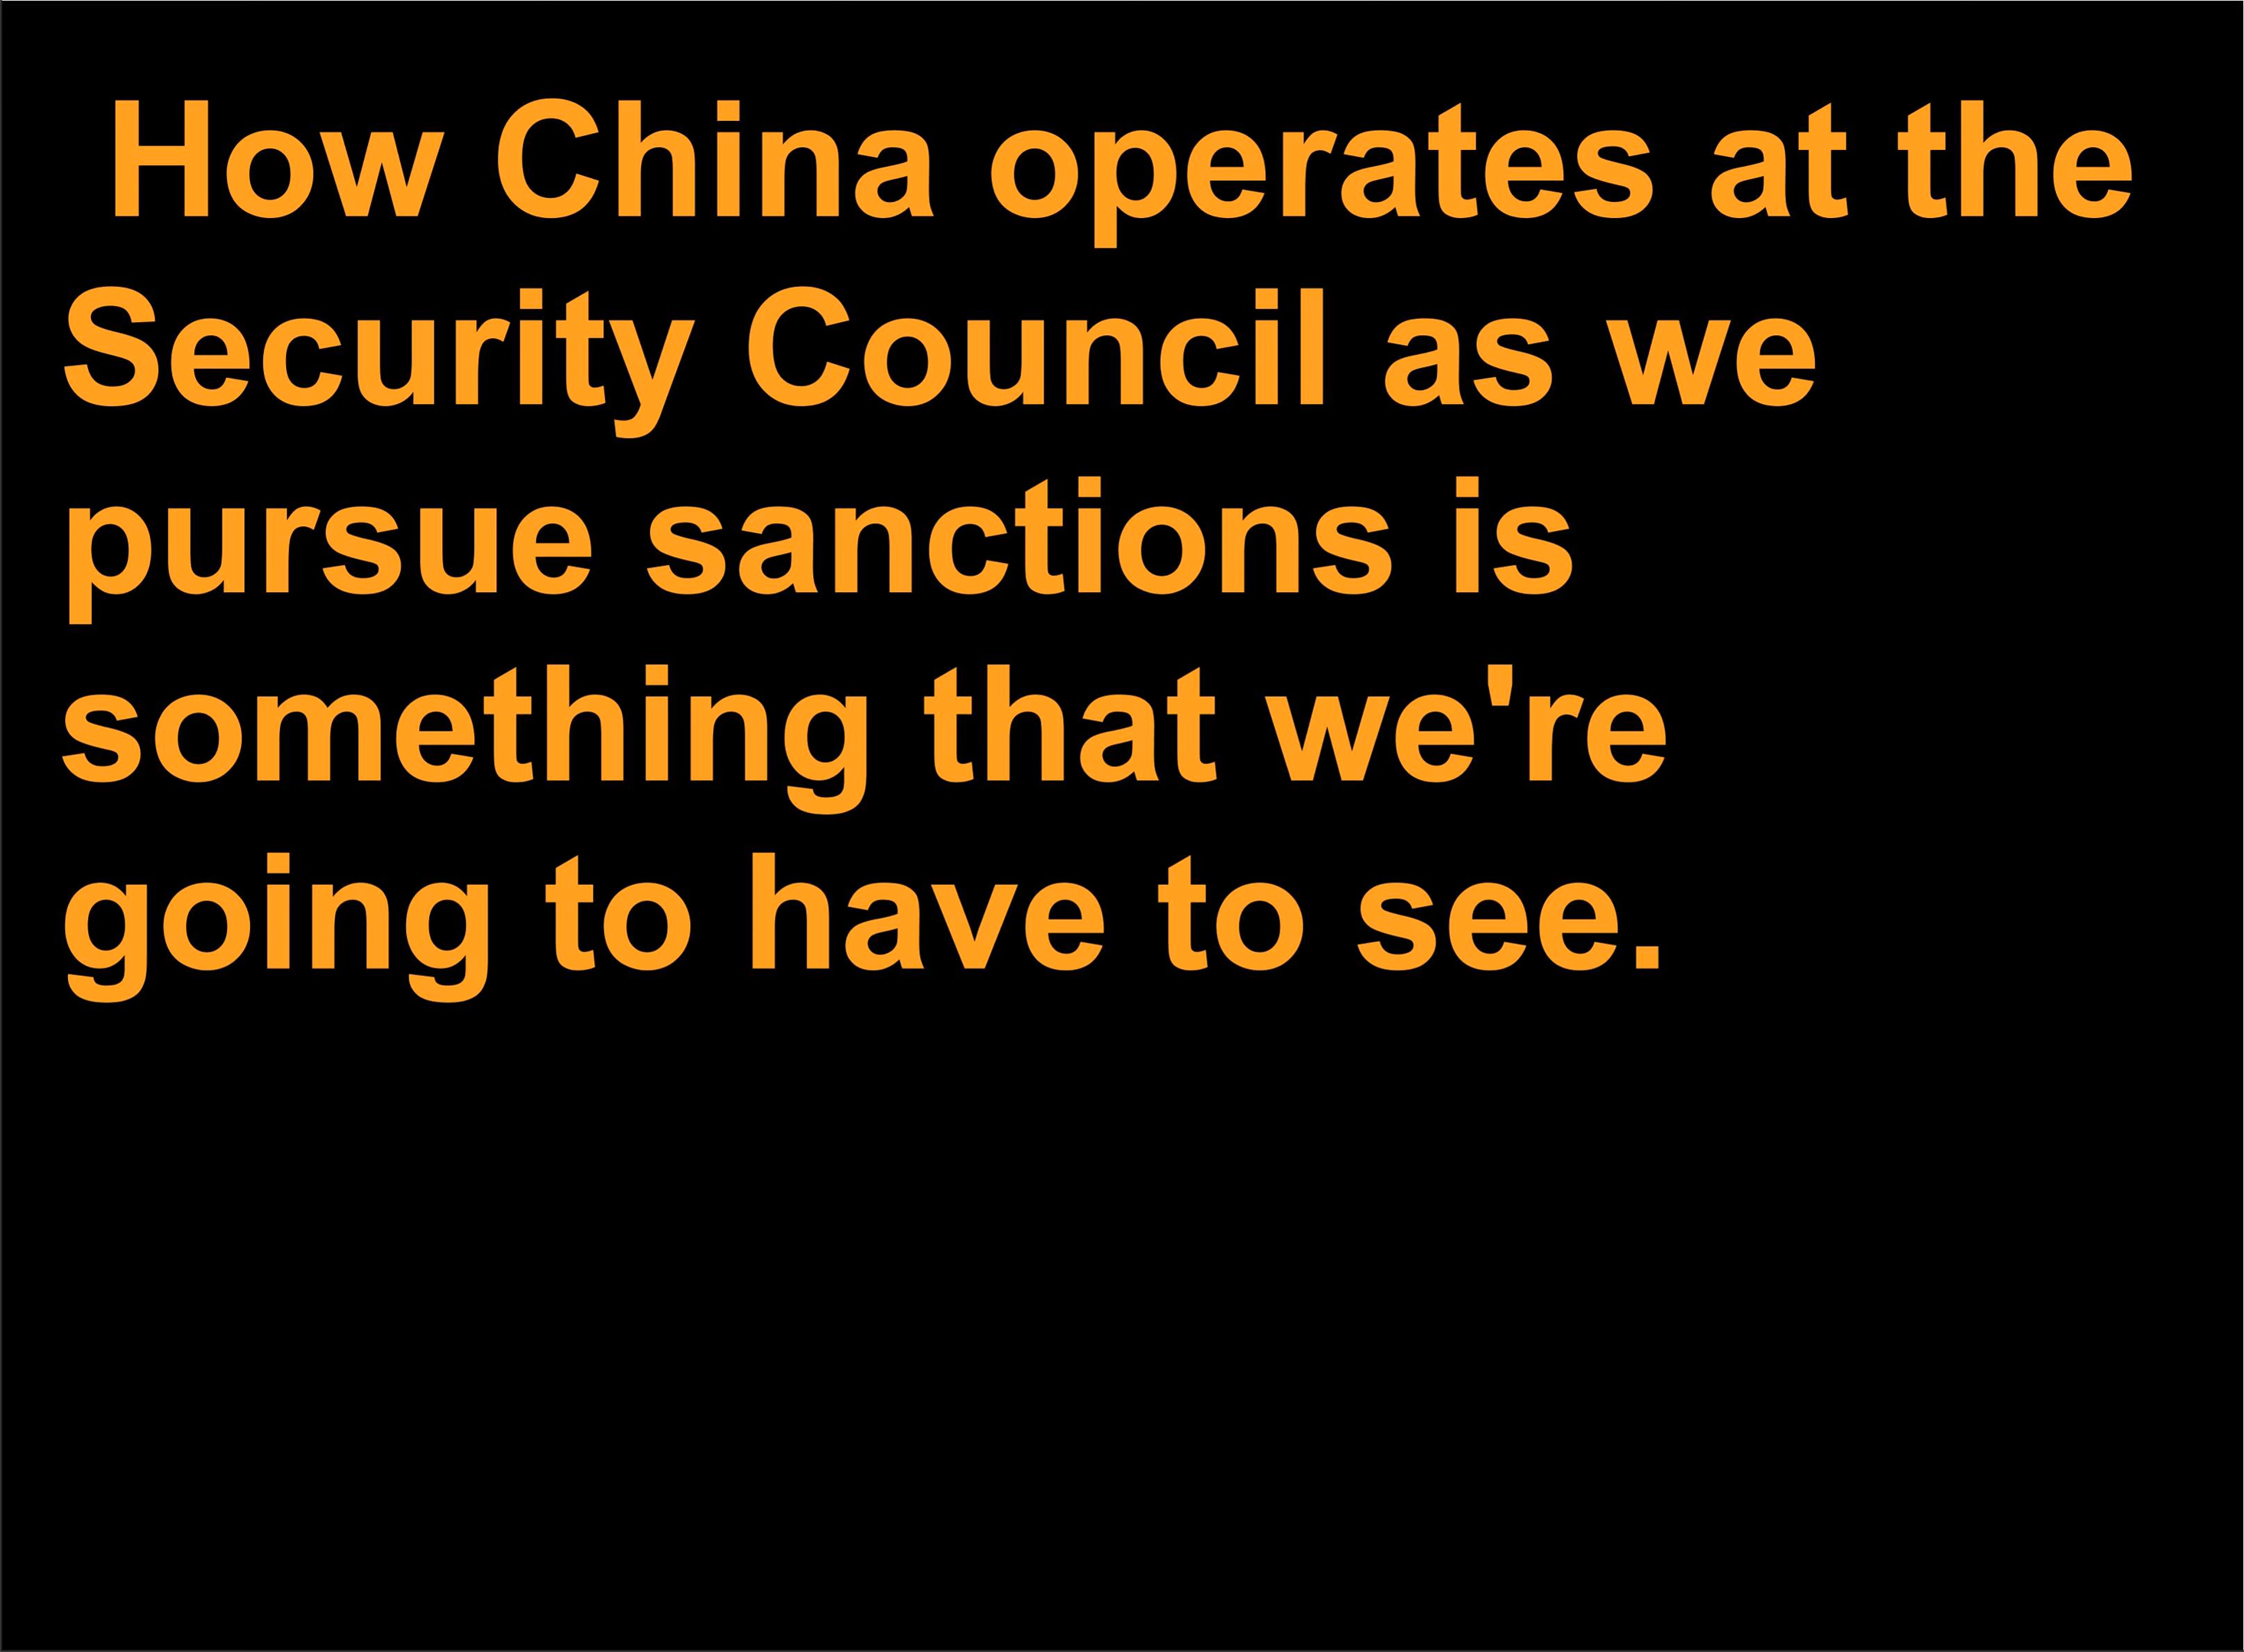 How China operates at the
Security Council as we
pursue sanctions is
something that we're
going to have to see.